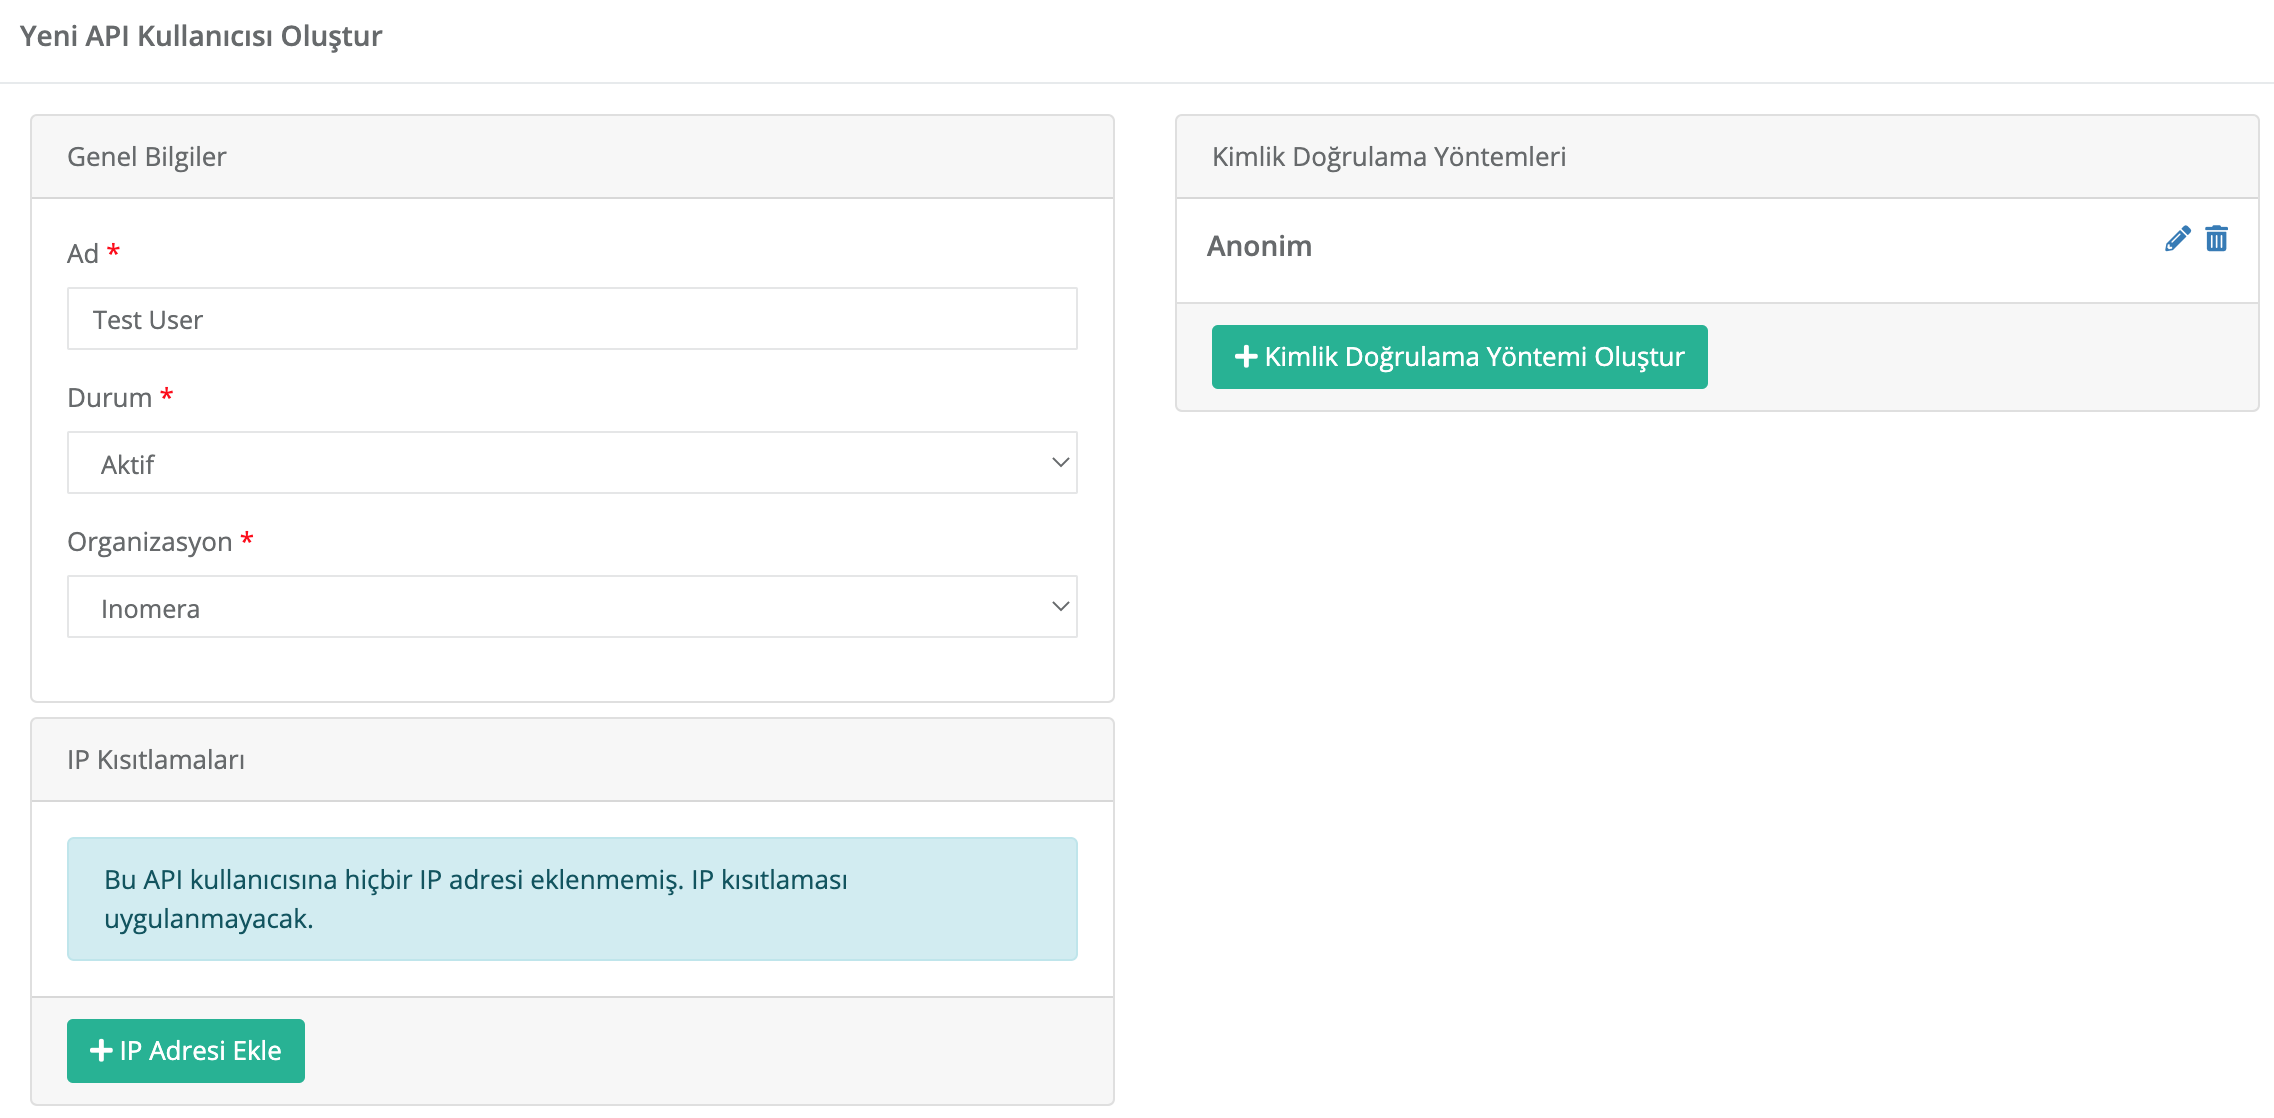 Yeni API Kullanıcısı Oluştur
Genel Bilgiler
Ad *
Test User
Durum *
Aktif
Organizasyon *
Inomera
IP Kısıtlamaları
Bu API kullanıcısına hiçbir IP adresi eklenmemiş. IP kısıtlaması
uygulanmayacak.
IP Adresi Ekle
Kimlik Doğrulama Yöntemleri
Anonim
Kimlik Doğrulama Yöntemi Oluştur